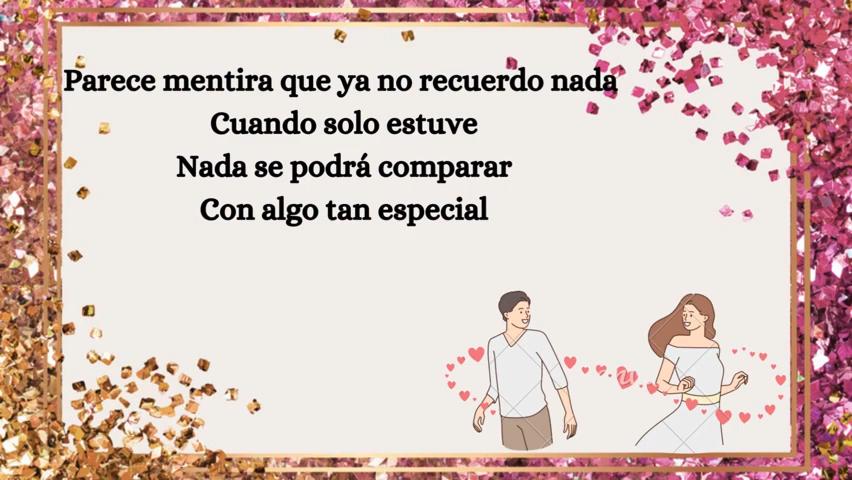 Parece mentira que ya no recuerdo nada
Cuando solo estuve
Nada se podrá comparar
Con algo tan especial